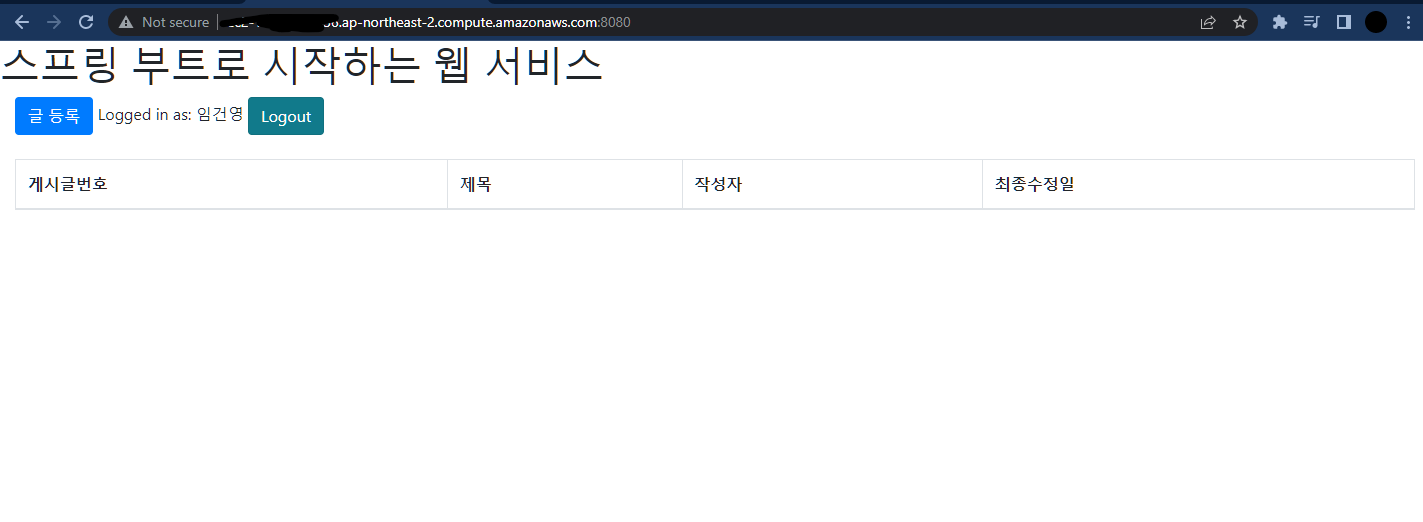 Not secure .ap-northeast-2.compute.amazonaws.com:8080
스프링 부트로 시작하는 웹 서비스
글 등록 Logged in as: 임건영 Logout
게시글번호 제목 작성자 최종수정일